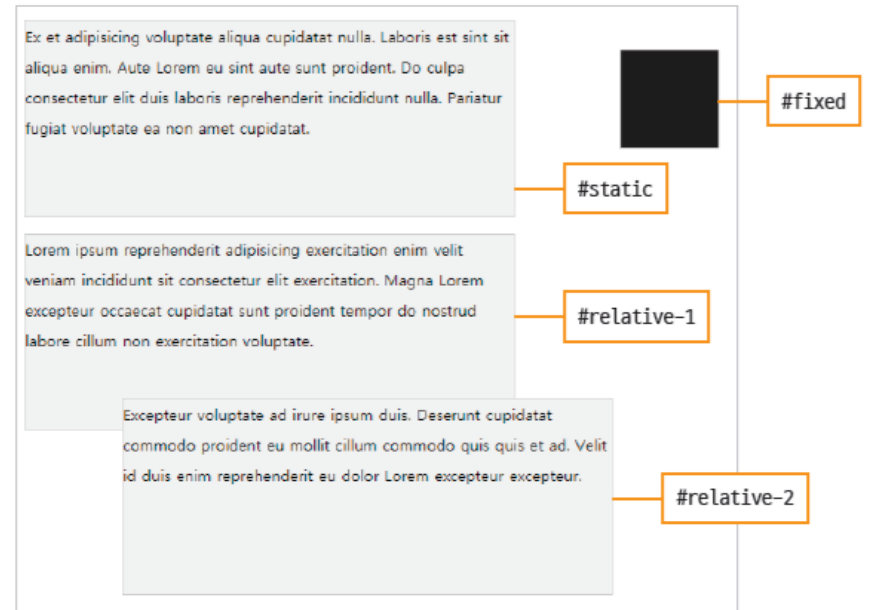 Ex et adipisicing voluptate aliqua cupidatat nulla. Laboris est sint sit
aliqua enim. Aute Lorem eu sint aute sunt proident. Do culpa
consectetur elit duis laboris reprehenderit incididunt nulla. Pariatur
fugiat voluptate ea non amet cupidatat.
#fixed
#static
Lorem ipsum reprehenderit adipisicing exercitation enim velit
veniam incididunt sit consectetur elit exercitation. Magna Lorem
excepteur occaecat cupidatat sunt proident tempor do nostrud
labore cillum non exercitation voluptate.
#relative-1
Excepteur voluptate ad irure ipsum duis. Deserunt cupidatat
commodo proident eu mollit cillum commodo quis quis et ad. Velit
id duis enim reprehenderit eu dolor Lorem excepteur excepteur.
#relative-2